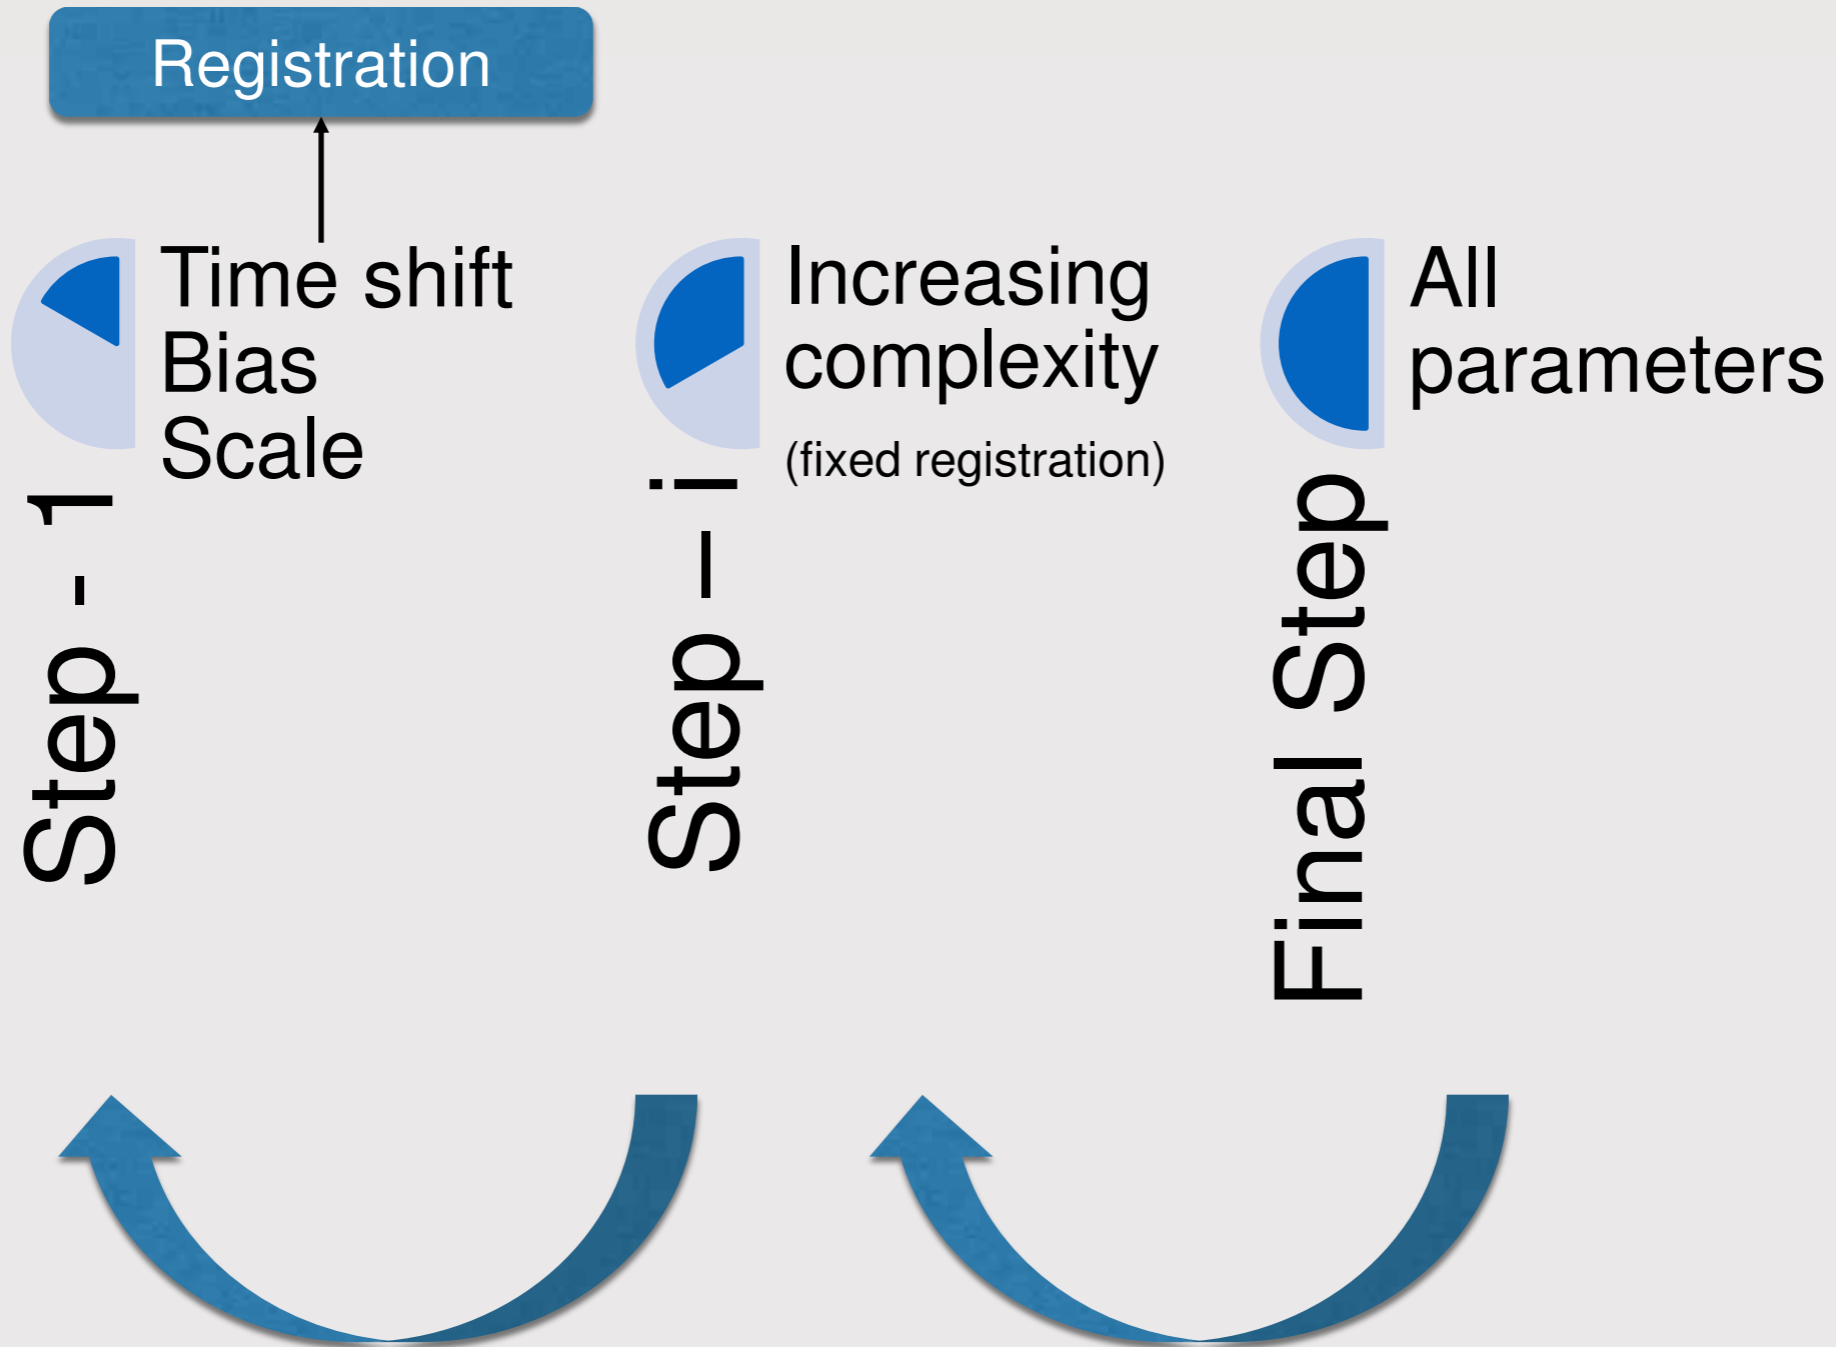 Registration
Time shift
Bias
Scale
Step - 1
Increasing
complexity
(fixed registration)
Step – i
All
parameters
Final Step